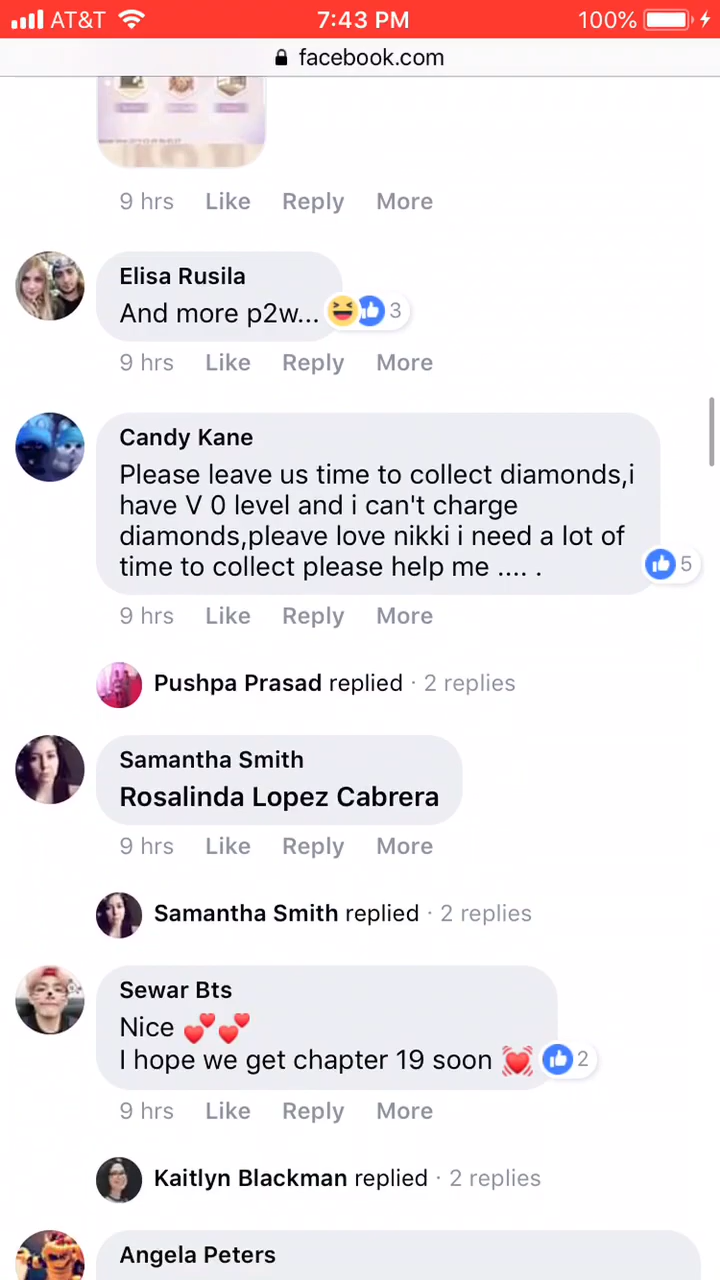 AT&T 7:43 PM 100%
facebook.com
9 hrs Like Reply More
Elisa Rusila
And more p2w... 3
9 hrs Like Reply More
Candy Kane
Please leave us time to collect diamonds,i
have V 0 level and i can't charge
diamonds,pleave love nikki i need a lot of
time to collect please help me .... . 5
9 hrs Like Reply More
Pushpa Prasad replied · 2 replies
Samantha Smith
Rosalinda Lopez Cabrera
9 hrs Like Reply More
Samantha Smith replied · 2 replies
Sewar Bts
Nice 💕💕
I hope we get chapter 19 soon 💓 2
9 hrs Like Reply More
Kaitlyn Blackman replied · 2 replies
Angela Peters